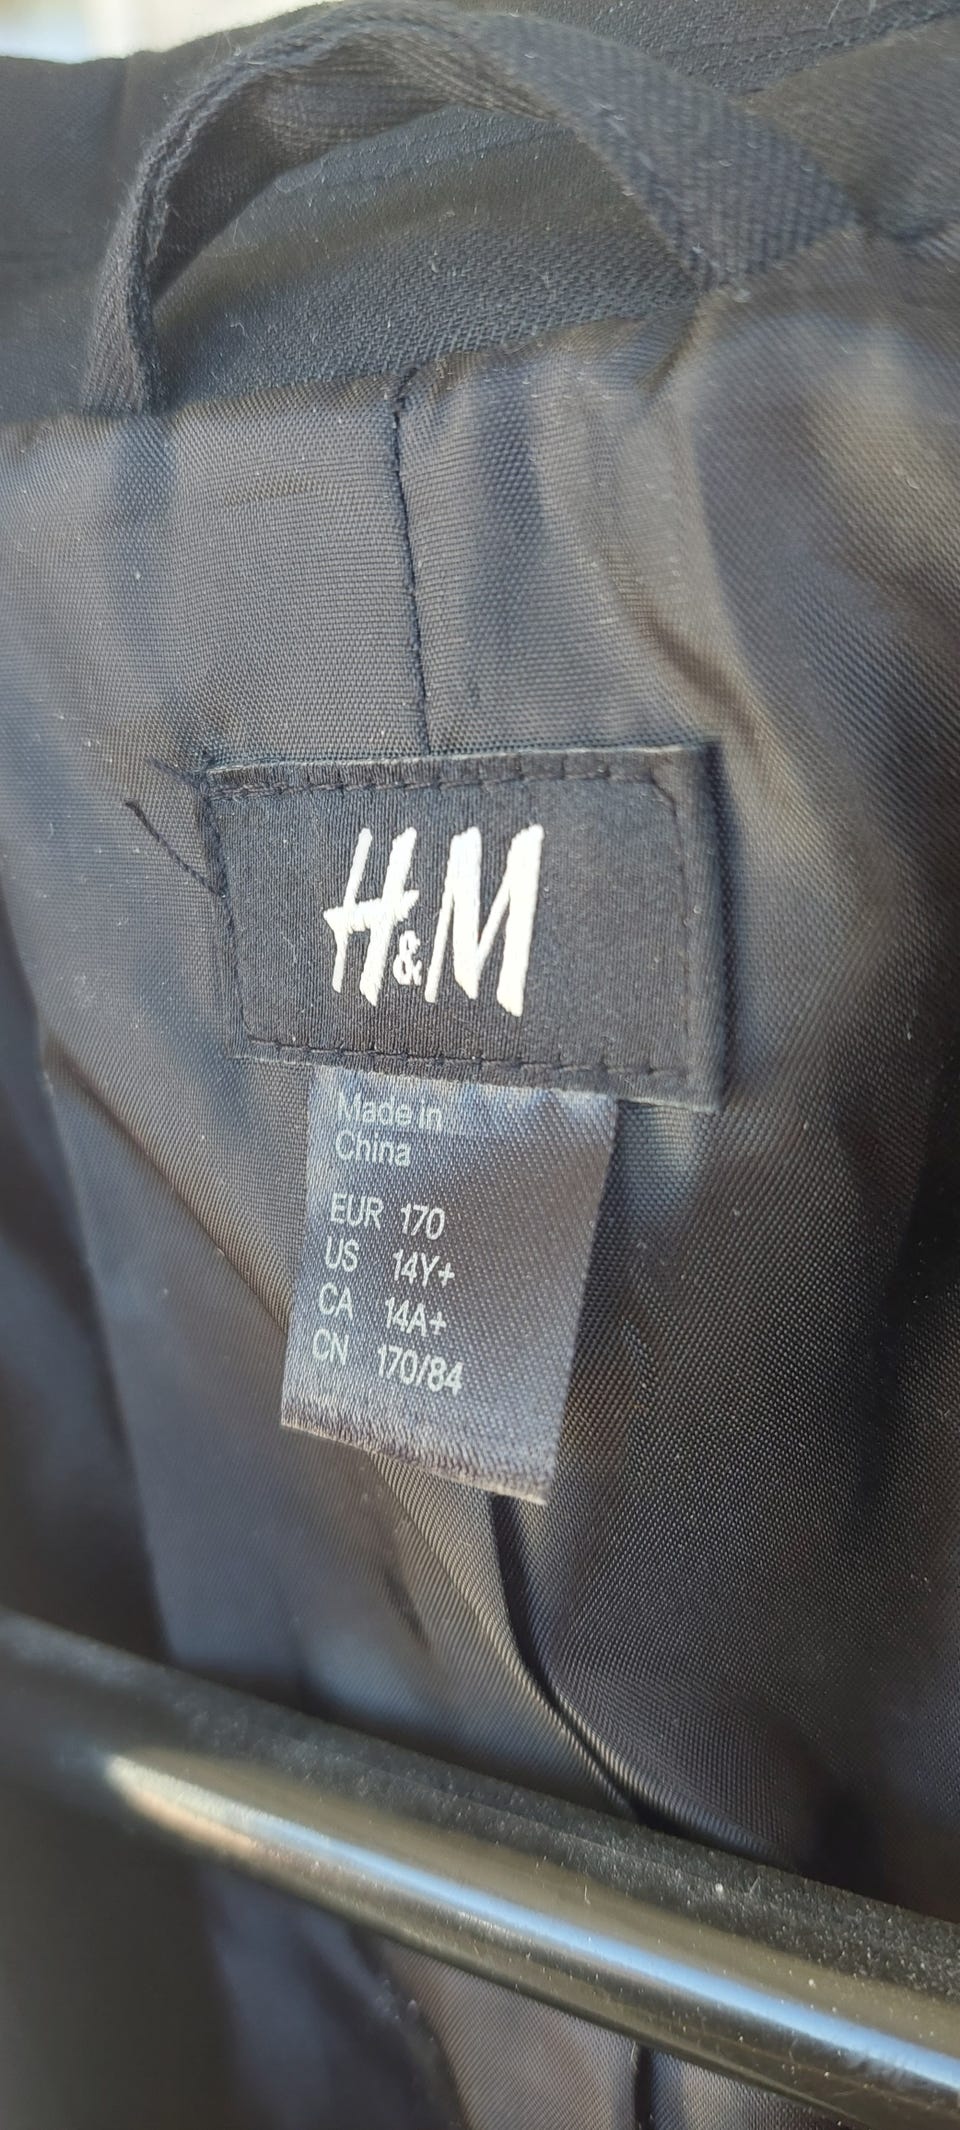 H&M
Made in
China
EUR 170
US 14Y+
CA 14A+
CN 170/84